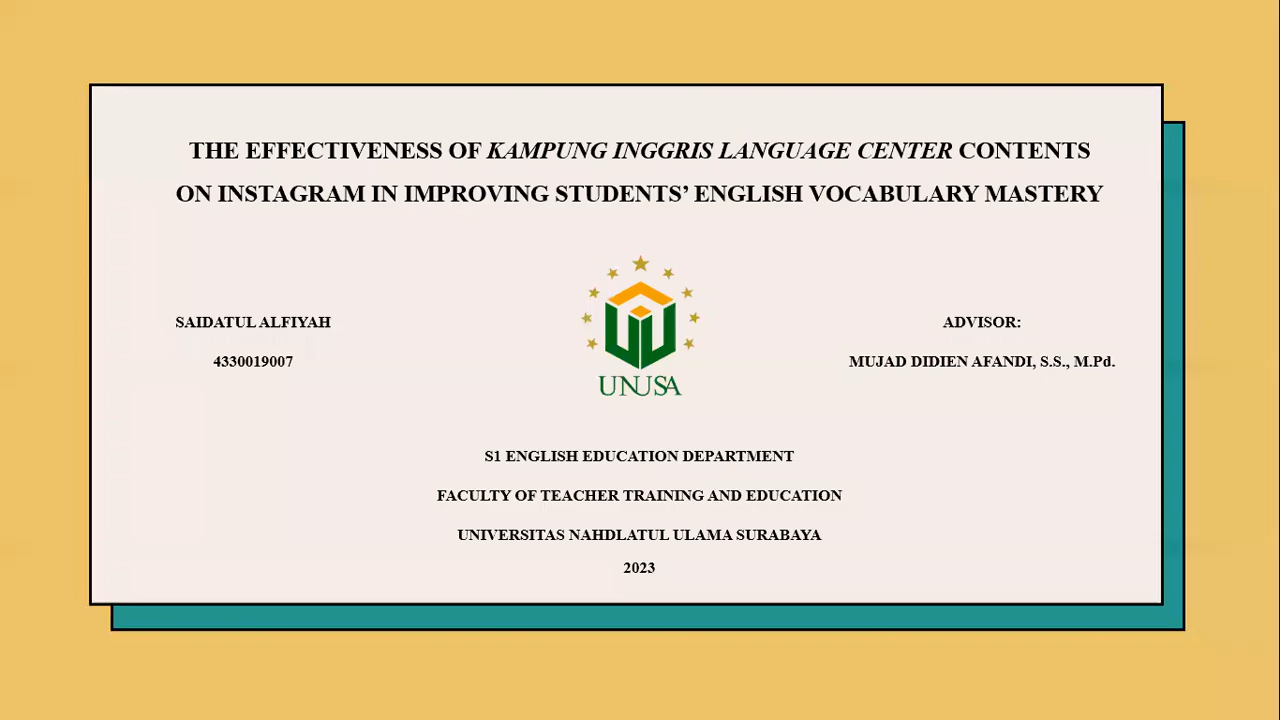 THE EFFECTIVENESS OF KAMPUNG INGGRIS LANGUAGE CENTER CONTENTS
ON INSTAGRAM IN IMPROVING STUDENTS’ ENGLISH VOCABULARY MASTERY
SAIDATUL ALFIYAH
4330019007
UNUSA
ADVISOR:
MUJAD DIDIEN AFANDI, S.S., M.Pd.
S1 ENGLISH EDUCATION DEPARTMENT
FACULTY OF TEACHER TRAINING AND EDUCATION
UNIVERSITAS NAHDLATUL ULAMA SURABAYA
2023